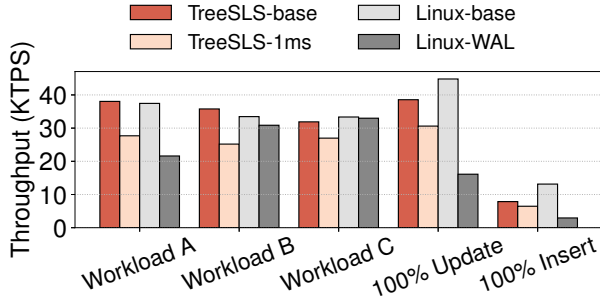 TreeSLS-base
Linux-base
TreeSLS-1ms
Linux-WAL
Throughput (KTPS)
40
30
20
10
0
Workload A
Workload B
Workload C
100% Update
100% Insert